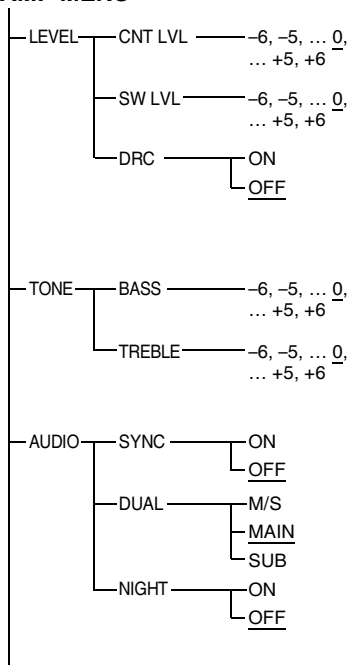 LEVEL CNT LVL –6, –5, … 0,
… +5, +6
SW LVL –6, –5, … 0,
… +5, +6
DRC ON
OFF
TONE BASS –6, –5, … 0,
… +5, +6
TREBLE –6, –5, … 0,
… +5, +6
AUDIO SYNC ON
OFF
DUAL M/S
MAIN
SUB
NIGHT ON
OFF